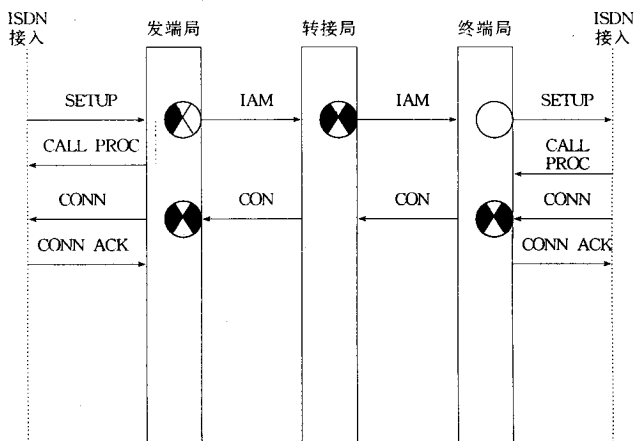 ISDN
接入
发端局
转接局
终端局
ISDN
接入
SETUP
IAM
IAM
SETUP
CALL PROC
CALL
PROC
CONN
CON
CON
CONN
CONN ACK
CONN ACK